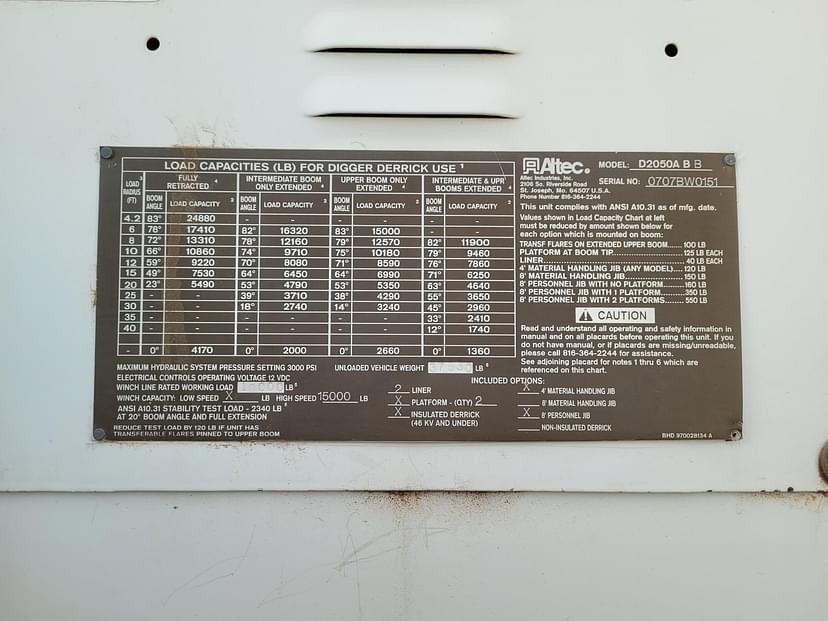 LOAD CAPACITIES (LB) FOR DIGGER DERRICK USE 1
LOAD RADIUS (FT) 3 | FULLY RETRACTED 4 | INTERMEDIATE BOOM ONLY EXTENDED 4 | UPPER BOOM ONLY EXTENDED 4 | INTERMEDIATE & UPR BOOMS EXTENDED 4
BOOM ANGLE | LOAD CAPACITY 2 | BOOM ANGLE | LOAD CAPACITY 2 | BOOM ANGLE | LOAD CAPACITY 2 | BOOM ANGLE | LOAD CAPACITY 2
4.2 83° 24880 - - - - - -
6 78° 17410 82° 16320 83° 15000 - -
8 72° 13310 78° 12160 79° 12570 82° 11900
10 66° 10860 74° 9710 75° 10180 79° 9460
12 59° 9220 70° 8080 71° 8590 76° 7860
15 49° 7530 64° 6450 64° 6990 71° 6250
20 23° 5490 53° 4790 53° 5350 63° 4640
25 - - 39° 3710 38° 4290 55° 3650
30 - - 18° 2740 14° 3240 45° 2960
35 - - - - - - 33° 2410
40 - - - - - - 12° 1740
- 0° 4170 0° 2000 0° 2660 0° 1360
MAXIMUM HYDRAULIC SYSTEM PRESSURE SETTING 3000 PSI
UNLOADED VEHICLE WEIGHT LB 6
ELECTRICAL CONTROLS OPERATING VOLTAGE 12 VDC
WINCH LINE RATED WORKING LOAD 15000 LB 5
WINCH CAPACITY: LOW SPEED X LB HIGH SPEED 15000 LB
ANSI A10.31 STABILITY TEST LOAD - 2340 LB 6
AT 20° BOOM ANGLE AND FULL EXTENSION
REDUCE TEST LOAD BY 120 LB IF UNIT HAS
TRANSFERABLE FLARES PINNED TO UPPER BOOM
INCLUDED OPTIONS:
2 LINER
X PLATFORM - (QTY) 2
X INSULATED DERRICK
(46 KV AND UNDER)
X 4' MATERIAL HANDLING JIB
8' MATERIAL HANDLING JIB
X 8' PERSONNEL JIB
NON-INSULATED DERRICK
Altec.
Altec Industries, Inc.
2106 So. Riverside Road
St. Joseph, Mo. 64507 U.S.A.
Phone Number 816-364-2244
MODEL: D2050A B B
SERIAL NO: 0707BW0151
This unit complies with ANSI A10.31 as of mfg. date.
Values shown in Load Capacity Chart at left
must be reduced by amount shown below for
each option which is mounted on boom:
TRANSF FLARES ON EXTENDED UPPER BOOM.....100 LB
PLATFORM AT BOOM TIP....................125 LB EACH
LINER...................................40 LB EACH
4' MATERIAL HANDLING JIB (ANY MODEL)....120 LB
8' MATERIAL HANDLING JIB................150 LB
8' PERSONNEL JIB WITH NO PLATFORM.......160 LB
8' PERSONNEL JIB WITH 1 PLATFORM........350 LB
8' PERSONNEL JIB WITH 2 PLATFORMS.......550 LB
CAUTION
Read and understand all operating and safety information in
manual and on all placards before operating this unit. If you
do not have manual, or if placards are missing/unreadable,
please call 816-364-2244 for assistance.
See adjoining placard for notes 1 thru 6 which are
referenced on this chart.
BHD 970028134 A